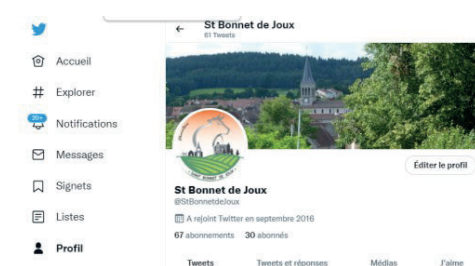 St Bonnet de Joux
61 Tweets
Accueil
Explorer
20+
Notifications
Messages
Signets
Listes
Profil
Éditer le profil
St Bonnet de Joux
@StBonnetdeJoux
A rejoint Twitter en septembre 2016
67 abonnements 30 abonnés
Tweets Tweets et réponses Médias J'aime